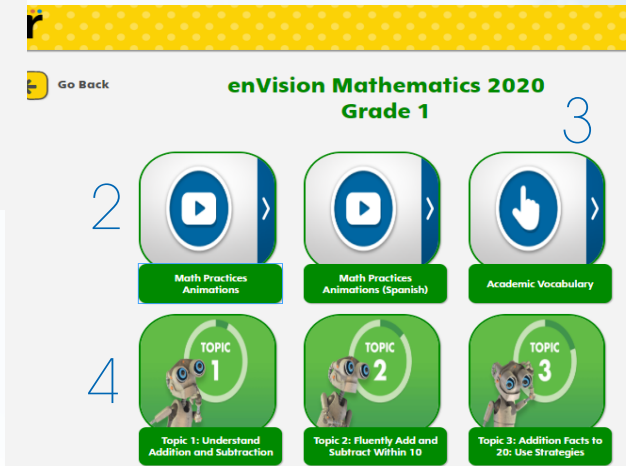 r
Go Back
enVision Mathematics 2020
Grade 1
3
2
Math Practices
Animations
Math Practices
Animations (Spanish)
Academic Vocabulary
4
TOPIC
1
TOPIC
2
TOPIC
3
Topic 1: Understand
Addition and Subtraction
Topic 2: Fluently Add and
Subtract Within 10
Topic 3: Addition Facts to
20: Use Strategies